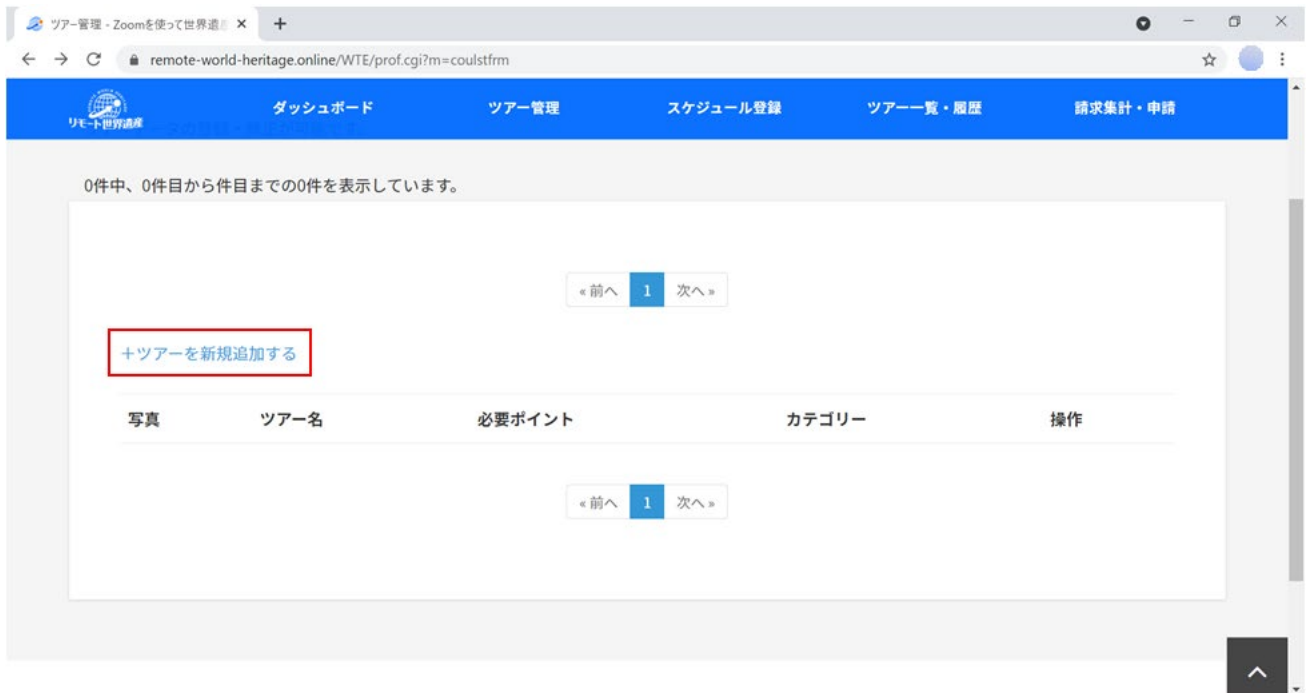 ツアー管理 - Zoomを使って世界遺
remote-world-heritage.online/WTE/prof.cgi?m=coulstfrm
リモート世界遺産 ダッシュボード ツアー管理 スケジュール登録 ツアー一覧・履歴 請求集計・申請
0件中、0件目から件目までの0件を表示しています。
«前へ 1 次へ»
+ツアーを新規追加する
写真 ツアー名 必要ポイント カテゴリー 操作
«前へ 1 次へ»